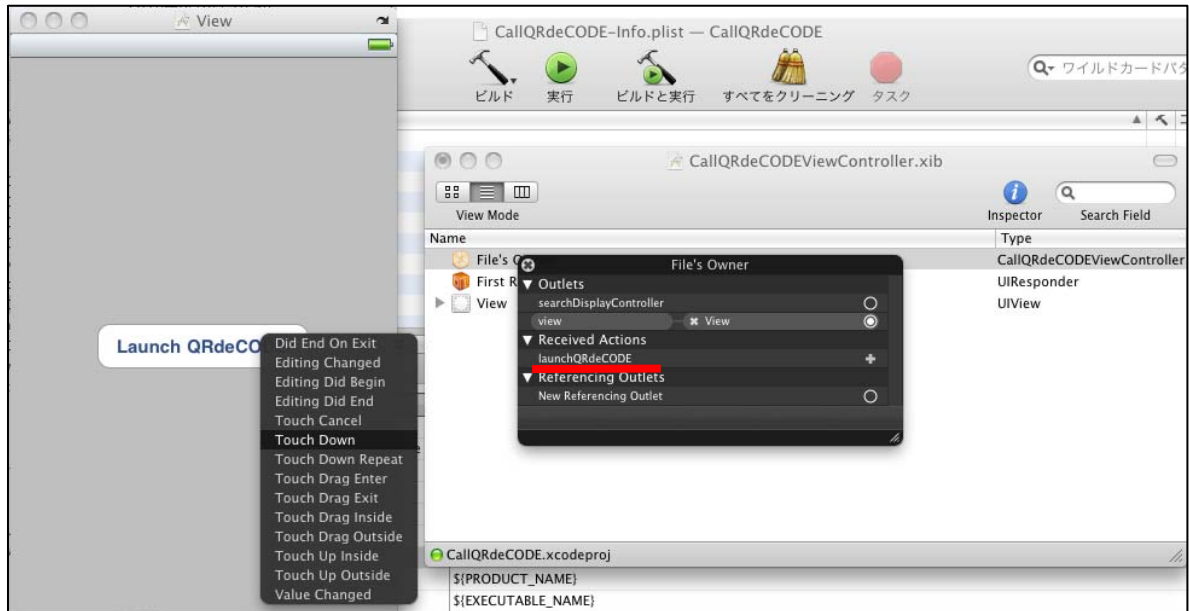 View
CallQRdeCODE-Info.plist — CallQRdeCODE
ビルド 実行 ビルドと実行 すべてをクリーニング タスク
ワイルドカードパタ
CallQRdeCODEViewController.xib
View Mode
Inspector
Search Field
Name
Type
File's
CallQRdeCODEViewController
First R
UIResponder
View
UIView
File's Owner
Outlets
searchDisplayController
view
View
Received Actions
launchQRdeCODE
Referencing Outlets
New Referencing Outlet
Launch QRdeCO
Did End On Exit
Editing Changed
Editing Did Begin
Editing Did End
Touch Cancel
Touch Down
Touch Down Repeat
Touch Drag Enter
Touch Drag Exit
Touch Drag Inside
Touch Drag Outside
Touch Up Inside
Touch Up Outside
Value Changed
CallQRdeCODE.xcodeproj
${PRODUCT_NAME}
${EXECUTABLE_NAME}